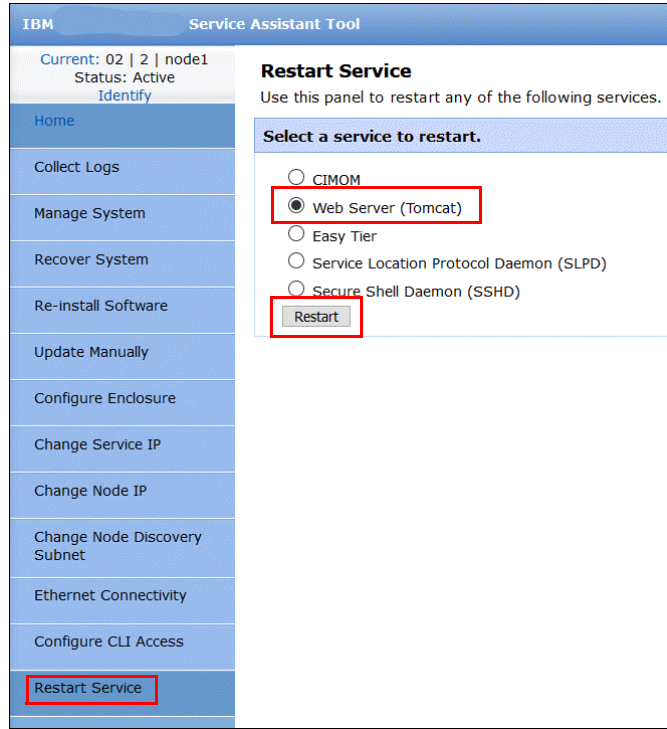 IBM Service Assistant Tool
Current: 02 | 2 | node1
Status: Active
Identify
Home
Collect Logs
Manage System
Recover System
Re-install Software
Update Manually
Configure Enclosure
Change Service IP
Change Node IP
Change Node Discovery
Subnet
Ethernet Connectivity
Configure CLI Access
Restart Service
Restart Service
Use this panel to restart any of the following services.
Select a service to restart.
CIMOM
Web Server (Tomcat)
Easy Tier
Service Location Protocol Daemon (SLPD)
Secure Shell Daemon (SSHD)
Restart